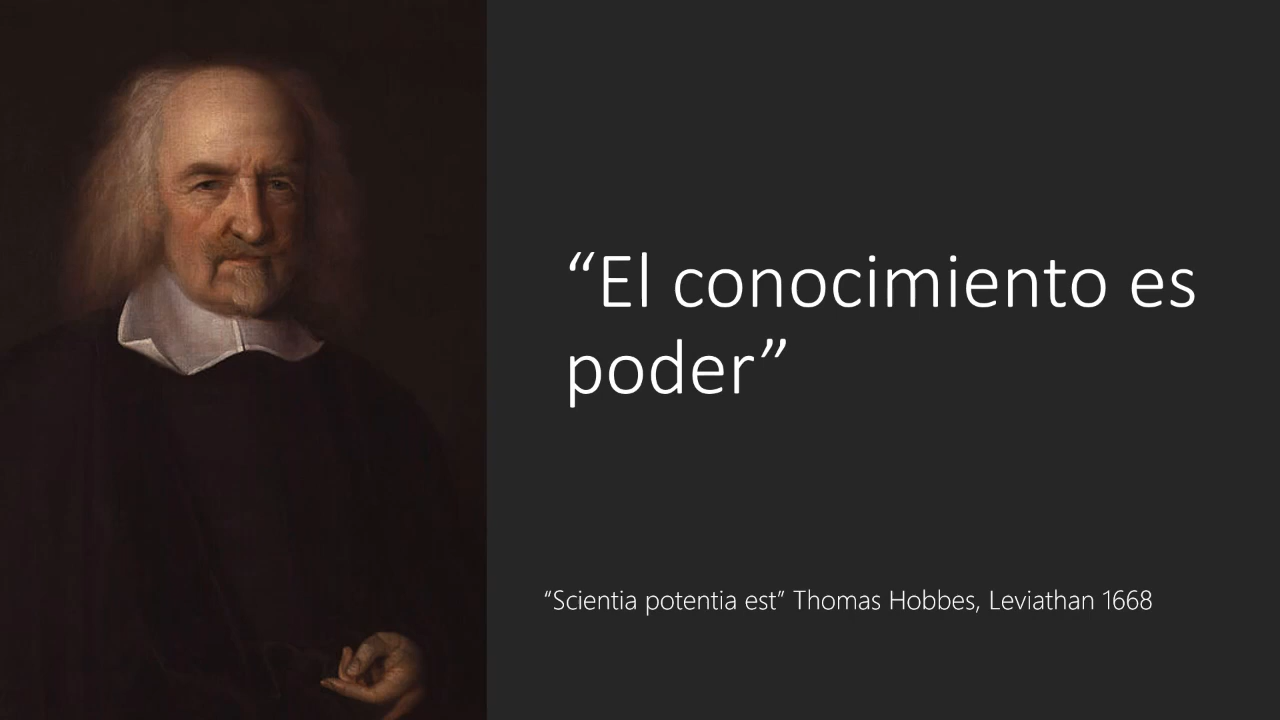 “El conocimiento es
poder”
“Scientia potentia est” Thomas Hobbes, Leviathan 1668